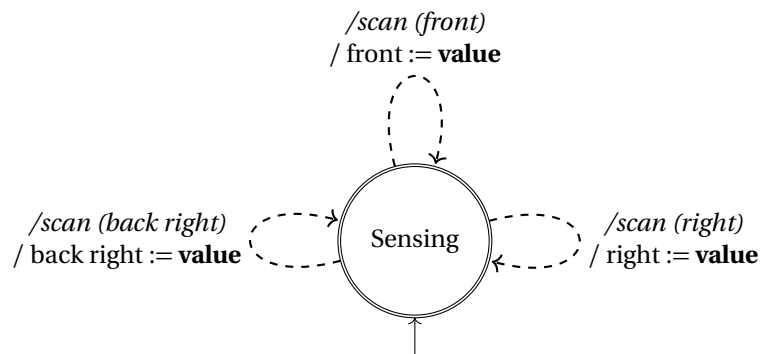 /scan (front)
/ front := value
/scan (back right)
/ back right := value
Sensing
/scan (right)
/ right := value